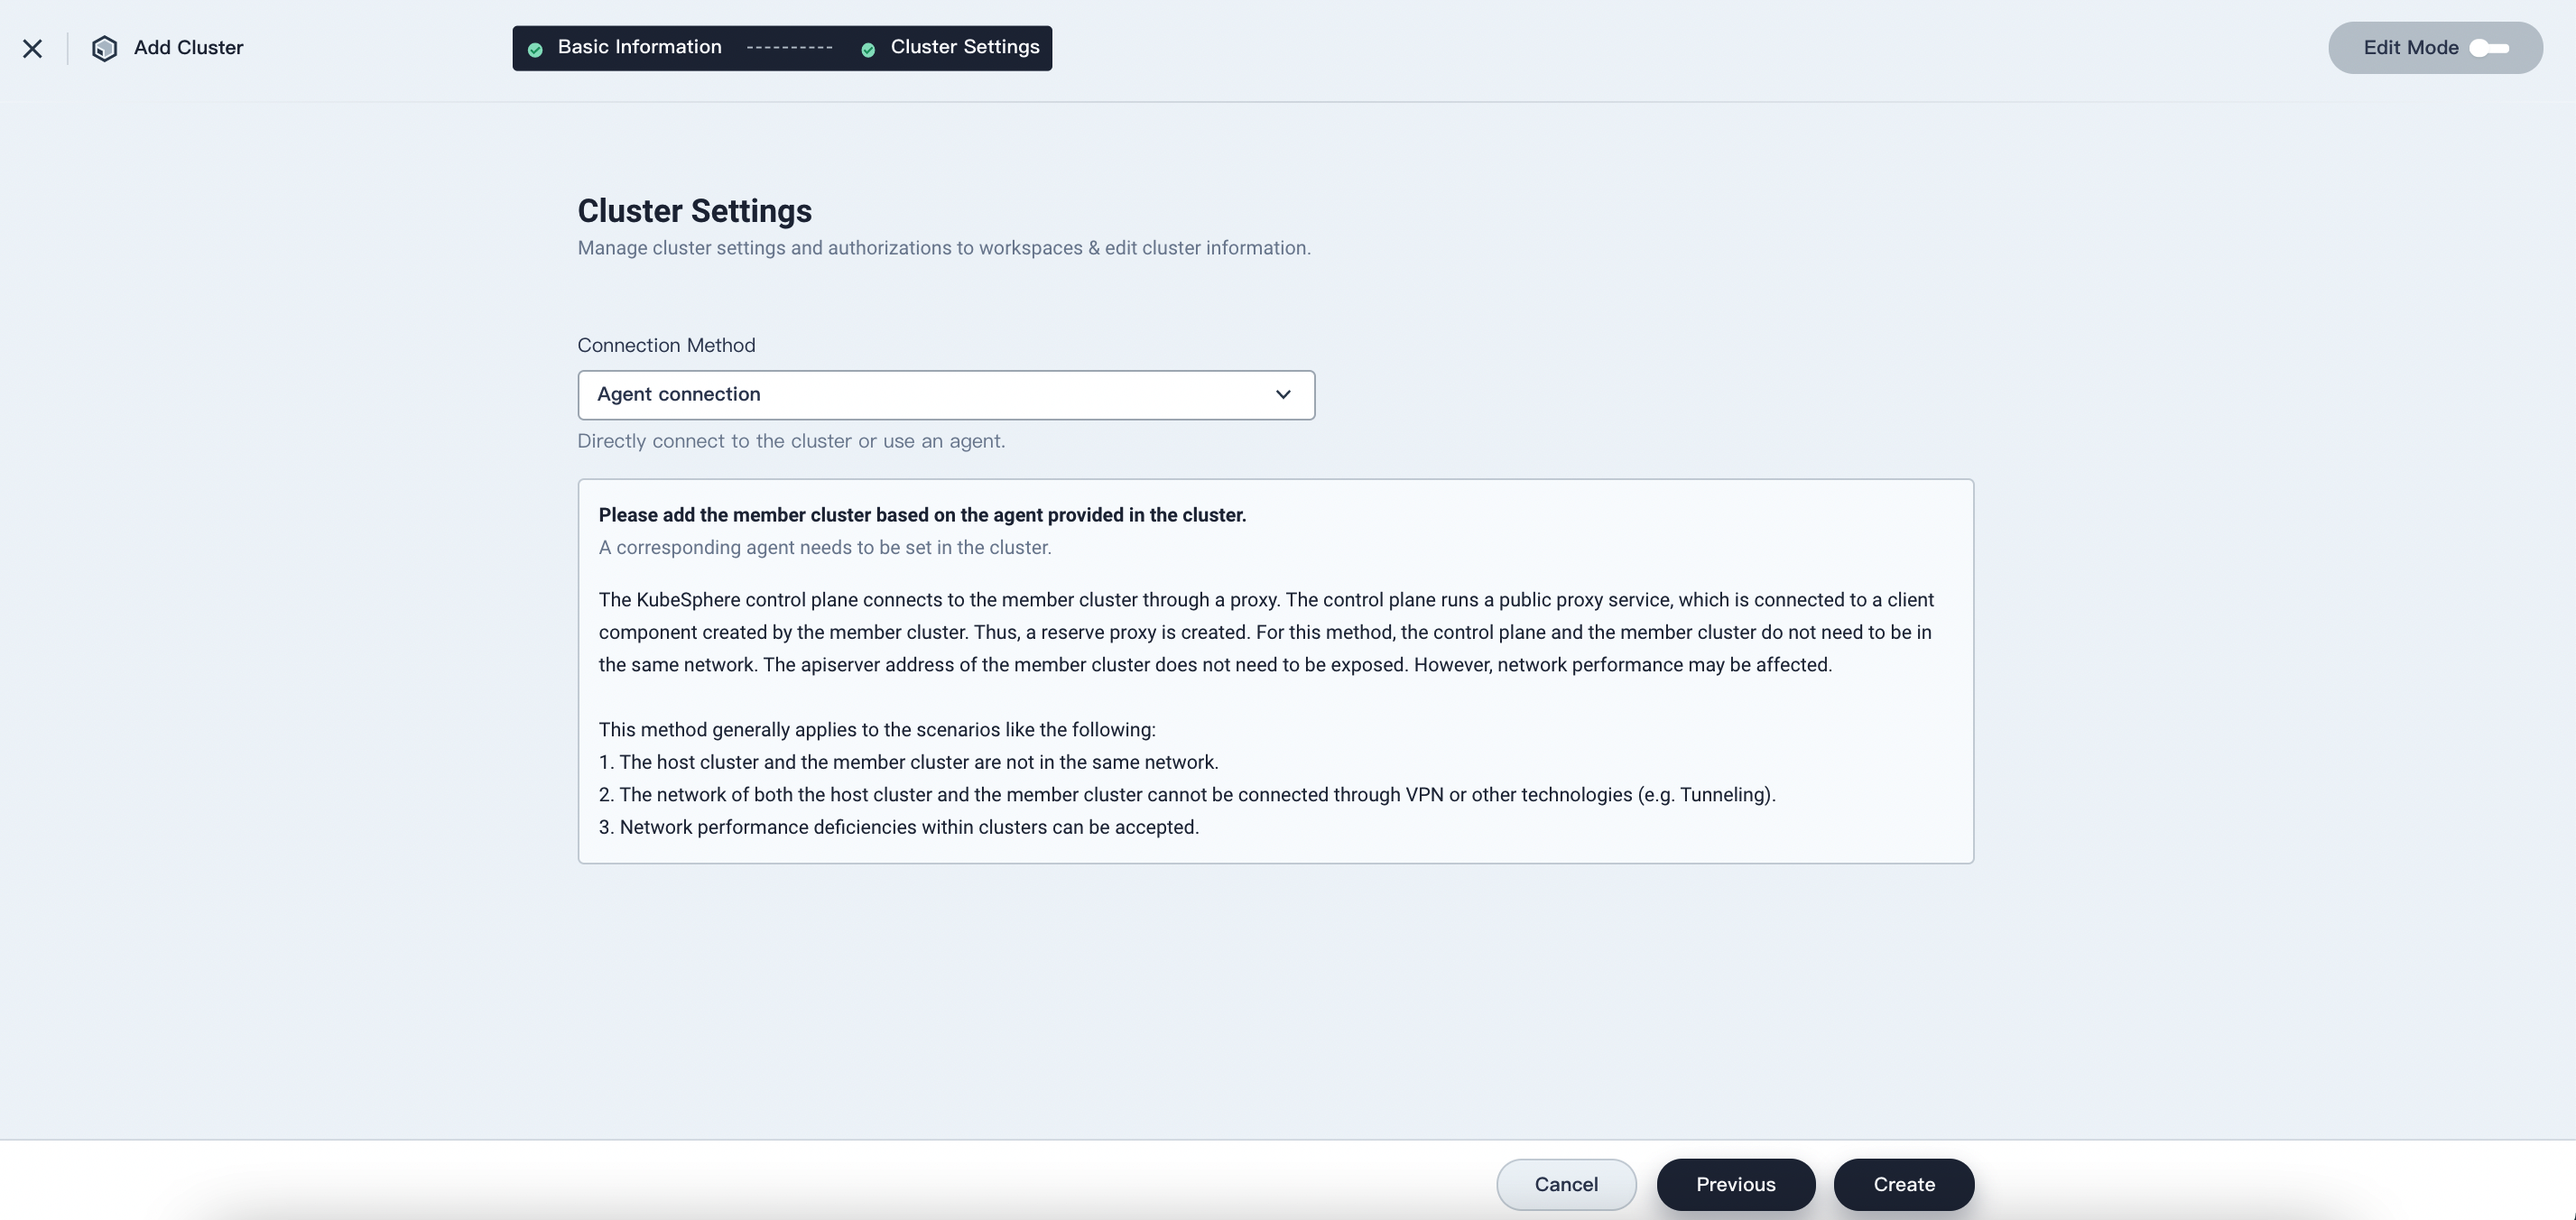 Add Cluster
Basic Information
Cluster Settings
Edit Mode
Cluster Settings
Manage cluster settings and authorizations to workspaces & edit cluster information.
Connection Method
Agent connection
Directly connect to the cluster or use an agent.
Please add the member cluster based on the agent provided in the cluster.
A corresponding agent needs to be set in the cluster.
The KubeSphere control plane connects to the member cluster through a proxy. The control plane runs a public proxy service, which is connected to a client
component created by the member cluster. Thus, a reserve proxy is created. For this method, the control plane and the member cluster do not need to be in
the same network. The apiserver address of the member cluster does not need to be exposed. However, network performance may be affected.
This method generally applies to the scenarios like the following:
1. The host cluster and the member cluster are not in the same network.
2. The network of both the host cluster and the member cluster cannot be connected through VPN or other technologies (e.g. Tunneling).
3. Network performance deficiencies within clusters can be accepted.
Cancel
Previous
Create